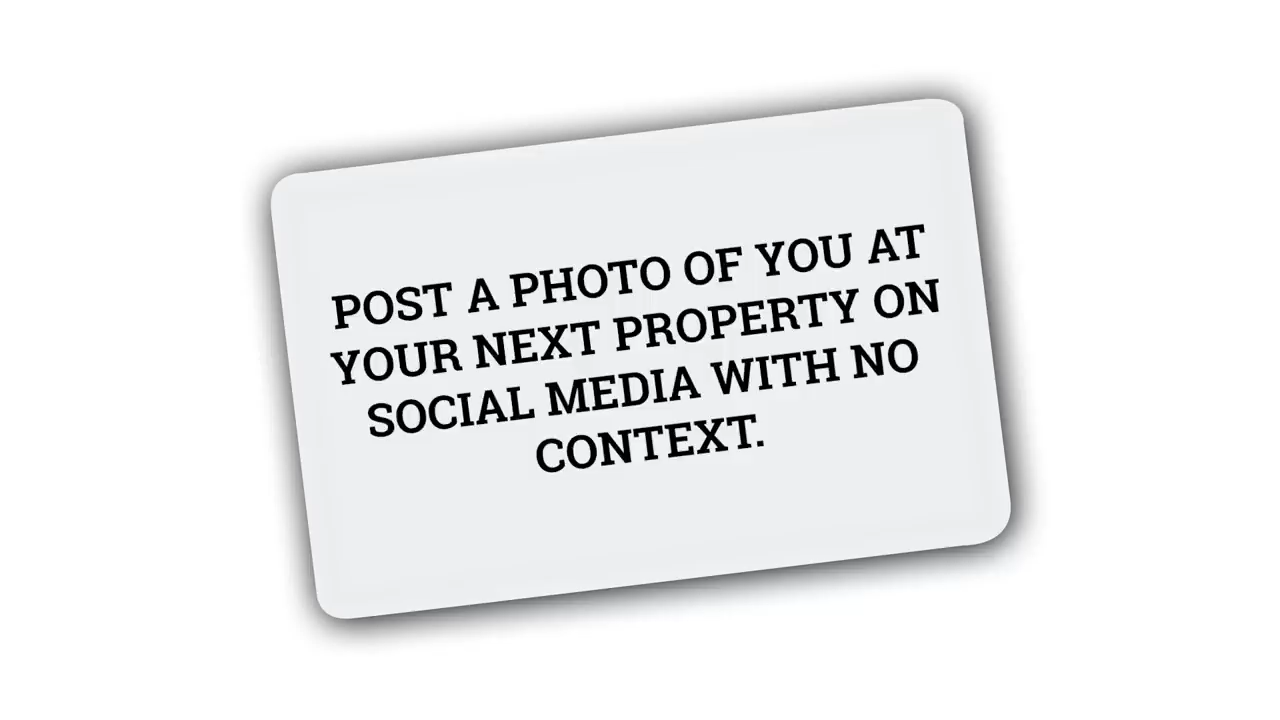 POST A PHOTO OF YOU AT
YOUR NEXT PROPERTY ON
SOCIAL MEDIA WITH NO
CONTEXT.